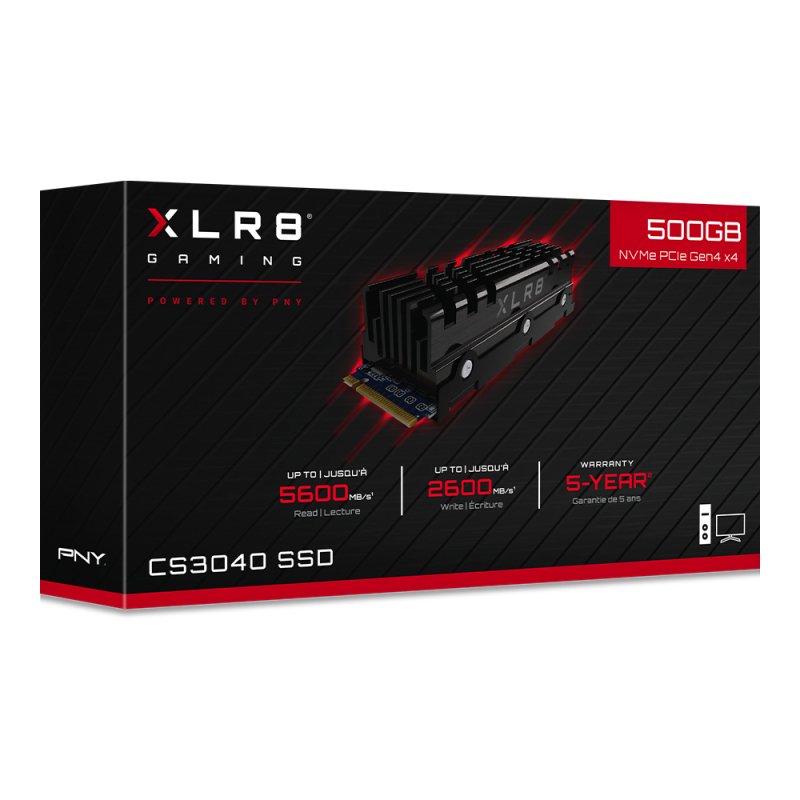 XLR8®
GAMING
POWERED BY PNY
500GB
NVMe PCIe Gen4 x4
XLR8
UP TO | JUSQU'À
5600MB/s¹
Read | Lecture
UP TO | JUSQU'À
2600MB/s¹
Write | Écriture
WARRANTY
5-YEAR²
Garantie de 5 ans
PNY
CS3040 SSD